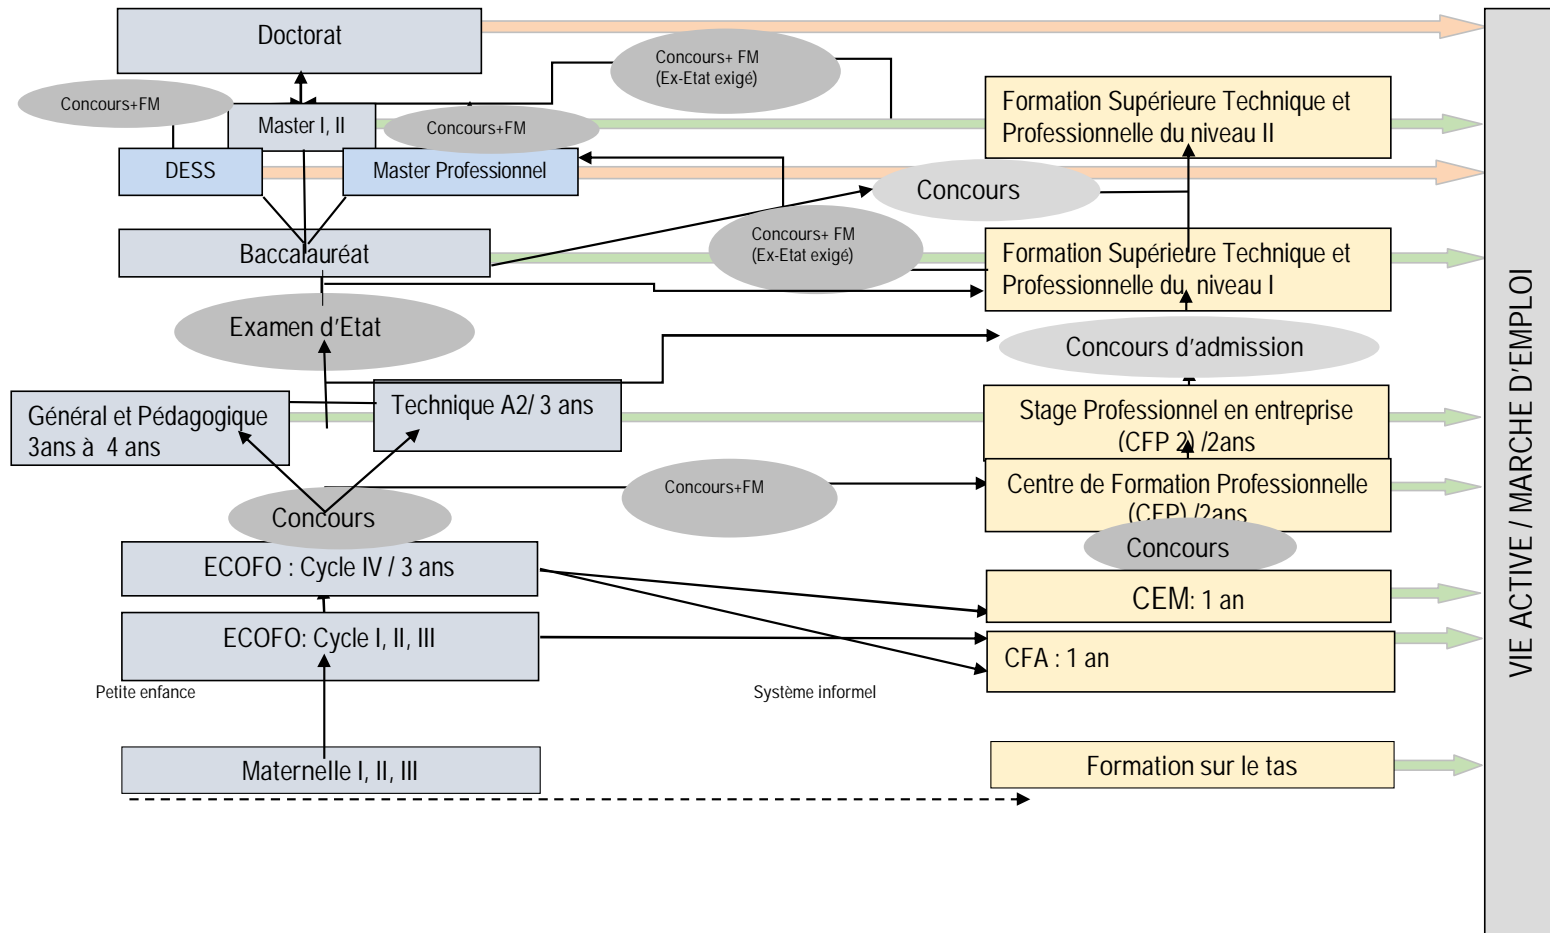 Doctorat
Concours+ FM
(Ex-Etat exigé)
Concours+FM
Master I, II
Concours+FM
Formation Supérieure Technique et
Professionnelle du niveau II
DESS
Master Professionnel
Concours
Baccalauréat
Concours+ FM
(Ex-Etat exigé)
Formation Supérieure Technique et
Professionnelle du niveau I
Examen d'Etat
Concours d'admission
Général et Pédagogique
3ans à 4 ans
Technique A2/ 3 ans
Stage Professionnel en entreprise
(CFP 2) /2ans
Concours+FM
Centre de Formation Professionnelle
(CFP) /2ans
Concours
Concours
ECOFO : Cycle IV / 3 ans
CEM: 1 an
ECOFO: Cycle I, II, III
CFA : 1 an
Petite enfance
Système informel
Maternelle I, II, III
Formation sur le tas
VIE ACTIVE / MARCHE D'EMPLOI